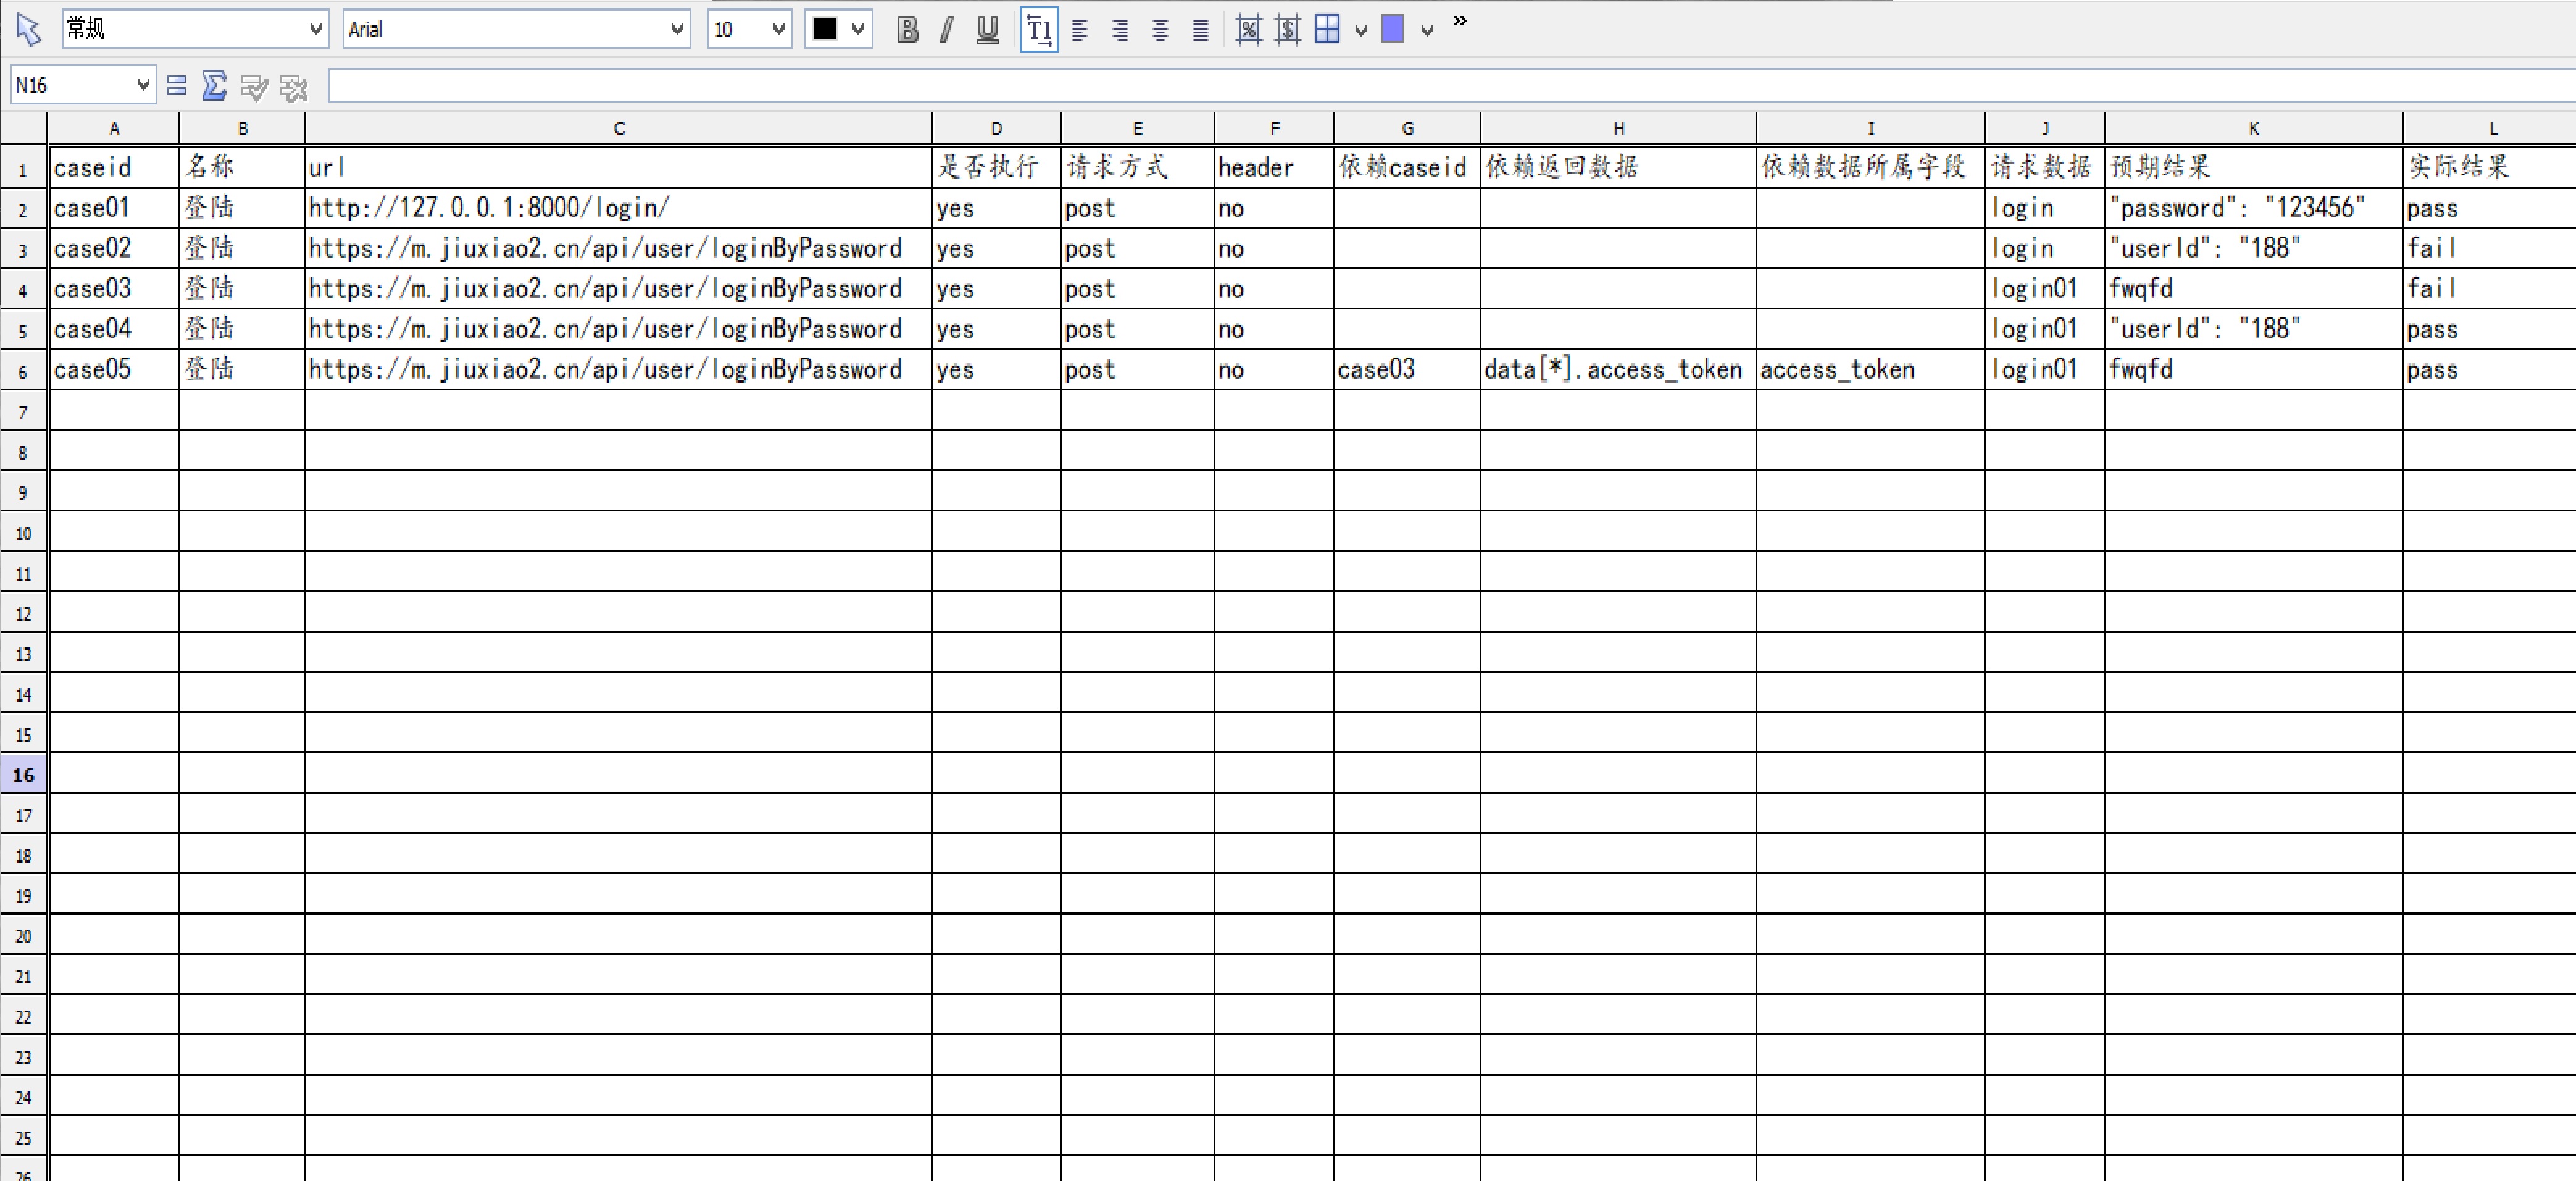 常规 Arial 10
N16
A B C D E F G H I J K L
1 caseid 名称 url 是否执行 请求方式 header 依赖caseid 依赖返回数据 依赖数据所属字段 请求数据 预期结果 实际结果
2 case01 登陆 http://127.0.0.1:8000/login/ yes post no login "password": "123456" pass
3 case02 登陆 https://m.jiuxiao2.cn/api/user/loginByPassword yes post no login "userId": "188" fail
4 case03 登陆 https://m.jiuxiao2.cn/api/user/loginByPassword yes post no login01 fwqfd fail
5 case04 登陆 https://m.jiuxiao2.cn/api/user/loginByPassword yes post no login01 "userId": "188" pass
6 case05 登陆 https://m.jiuxiao2.cn/api/user/loginByPassword yes post no case03 data[*].access_token access_token login01 fwqfd pass
7
8
9
10
11
12
13
14
15
16
17
18
19
20
21
22
23
24
25
26